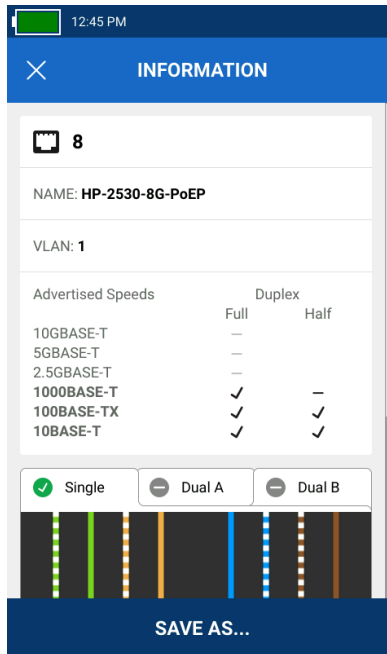 12:45 PM
INFORMATION
8
NAME: HP-2530-8G-PoEP
VLAN: 1
Advertised Speeds Duplex
Full Half
10GBASE-T —
5GBASE-T —
2.5GBASE-T —
1000BASE-T ✓ —
100BASE-TX ✓ ✓
10BASE-T ✓ ✓
Single Dual A Dual B
SAVE AS...